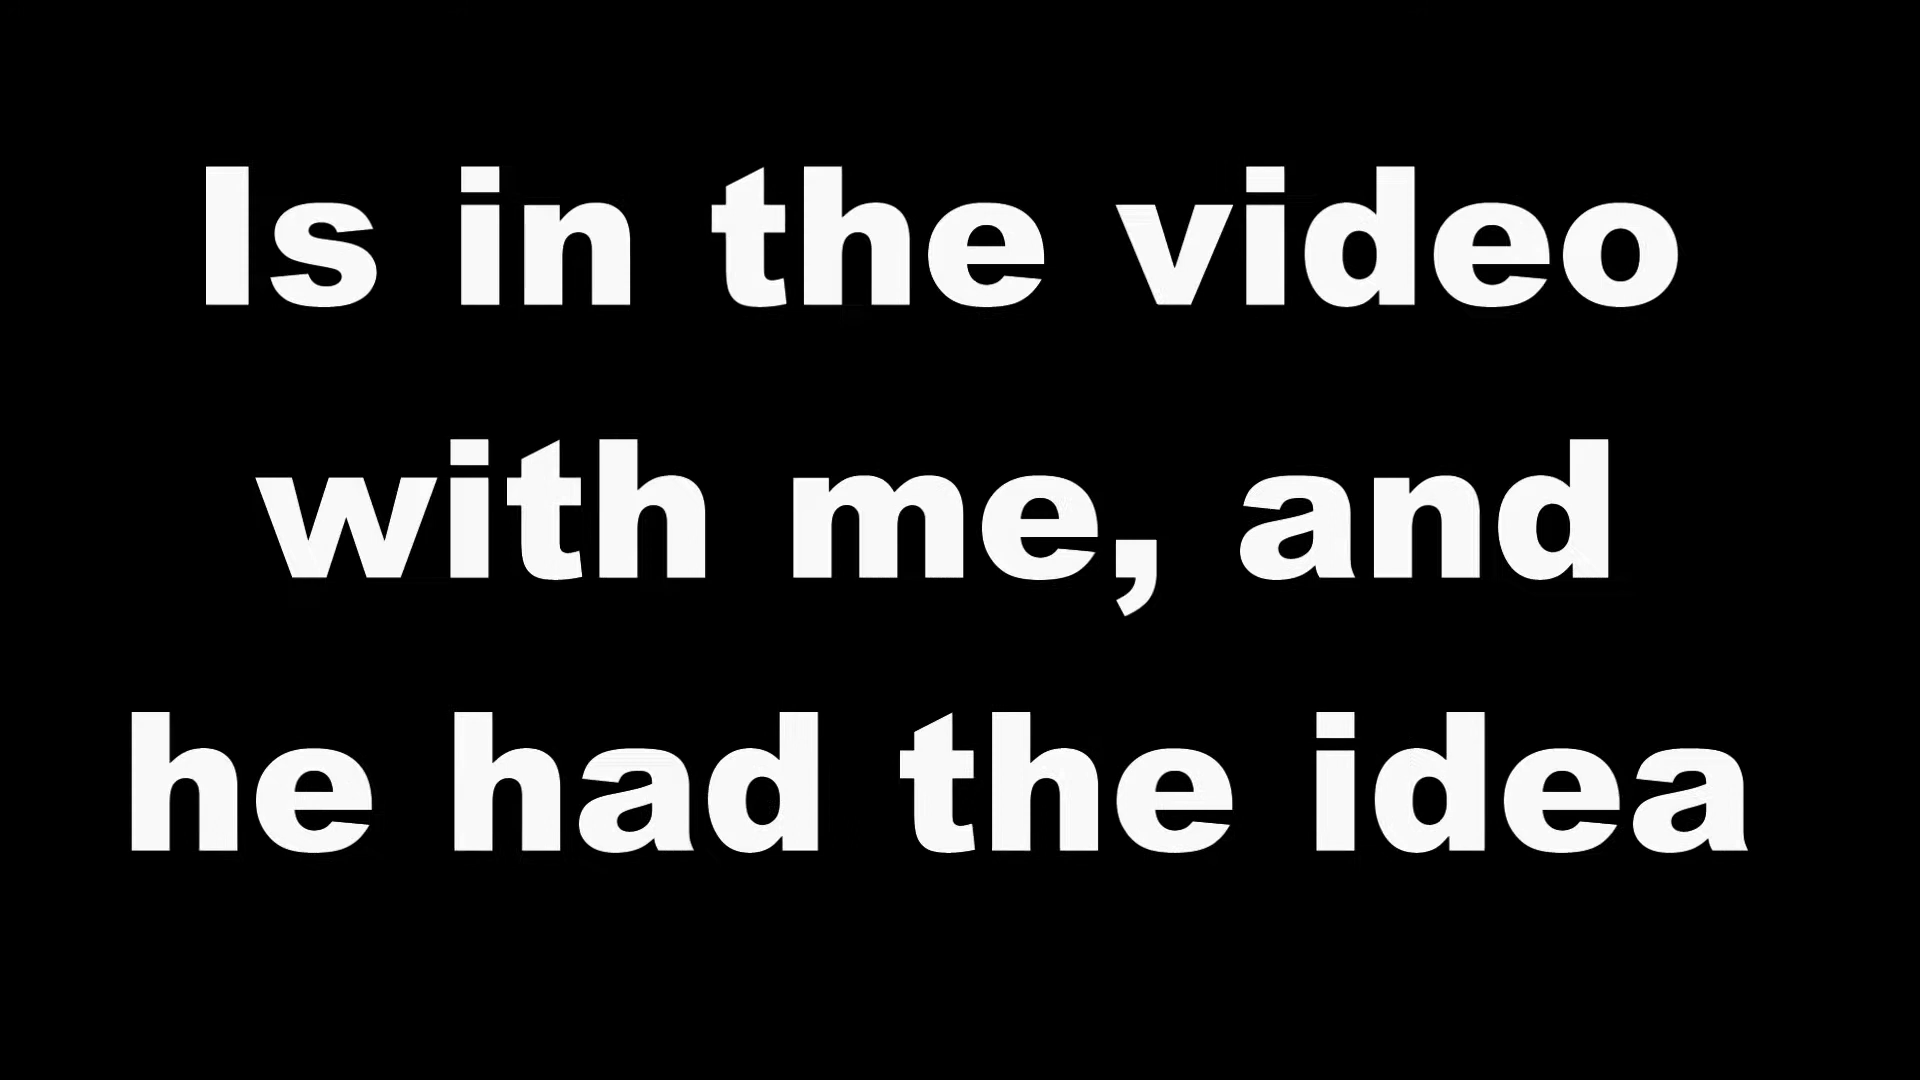 Is in the video
with me, and
he had the idea